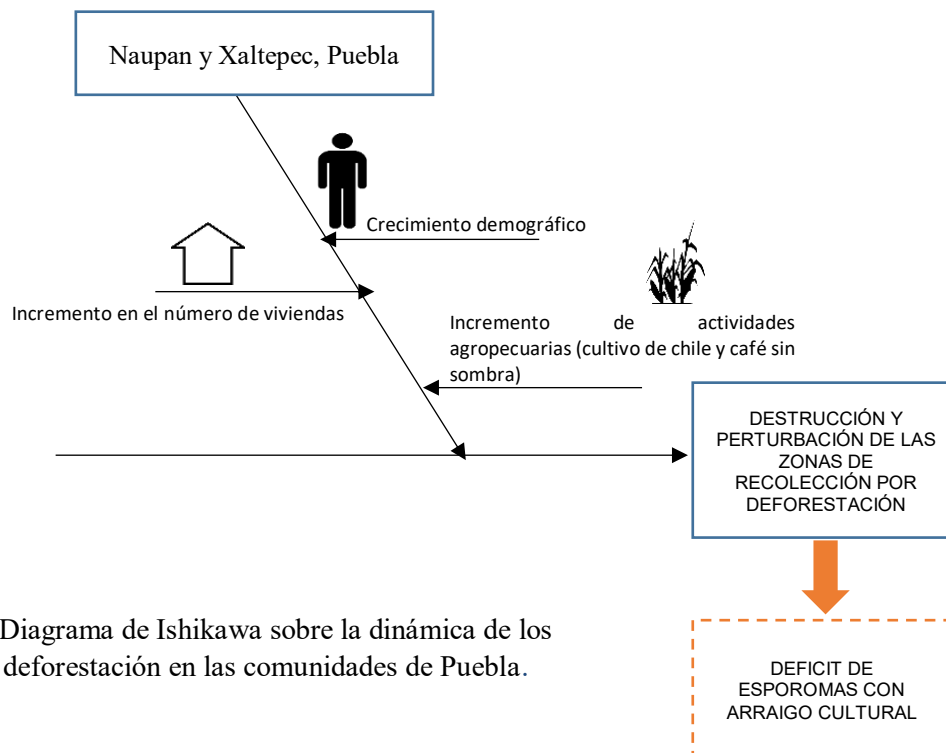 Naupan y Xaltepec, Puebla
Crecimiento demográfico
Incremento en el número de viviendas
Incremento de actividades
agropecuarias (cultivo de chile y café sin
sombra)
DESTRUCCIÓN Y
PERTURBACIÓN DE LAS
ZONAS DE
RECOLECCIÓN POR
DEFORESTACIÓN
Diagrama de Ishikawa sobre la dinámica de los
deforestación en las comunidades de Puebla.
DEFICIT DE
ESPOROMAS CON
ARRAIGO CULTURAL